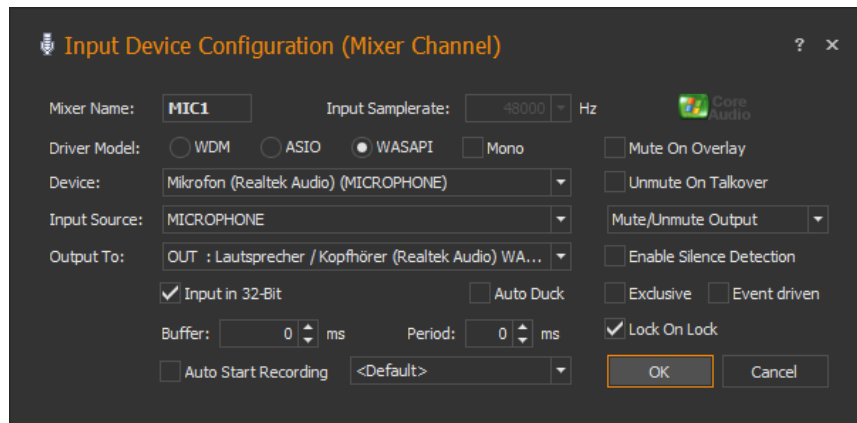 Input Device Configuration (Mixer Channel) ? ×
Mixer Name: MIC1 Input Samplerate: 48000 Hz Core Audio
Driver Model: WDM ASIO WASAPI Mono Mute On Overlay
Device: Mikrofon (Realtek Audio) (MICROPHONE) Unmute On Talkover
Input Source: MICROPHONE Mute/Unmute Output
Output To: OUT : Lautsprecher / Kopfhörer (Realtek Audio) WA... Enable Silence Detection
Input in 32-Bit Auto Duck Exclusive Event driven
Buffer: 0 ms Period: 0 ms Lock On Lock
Auto Start Recording <Default> OK Cancel